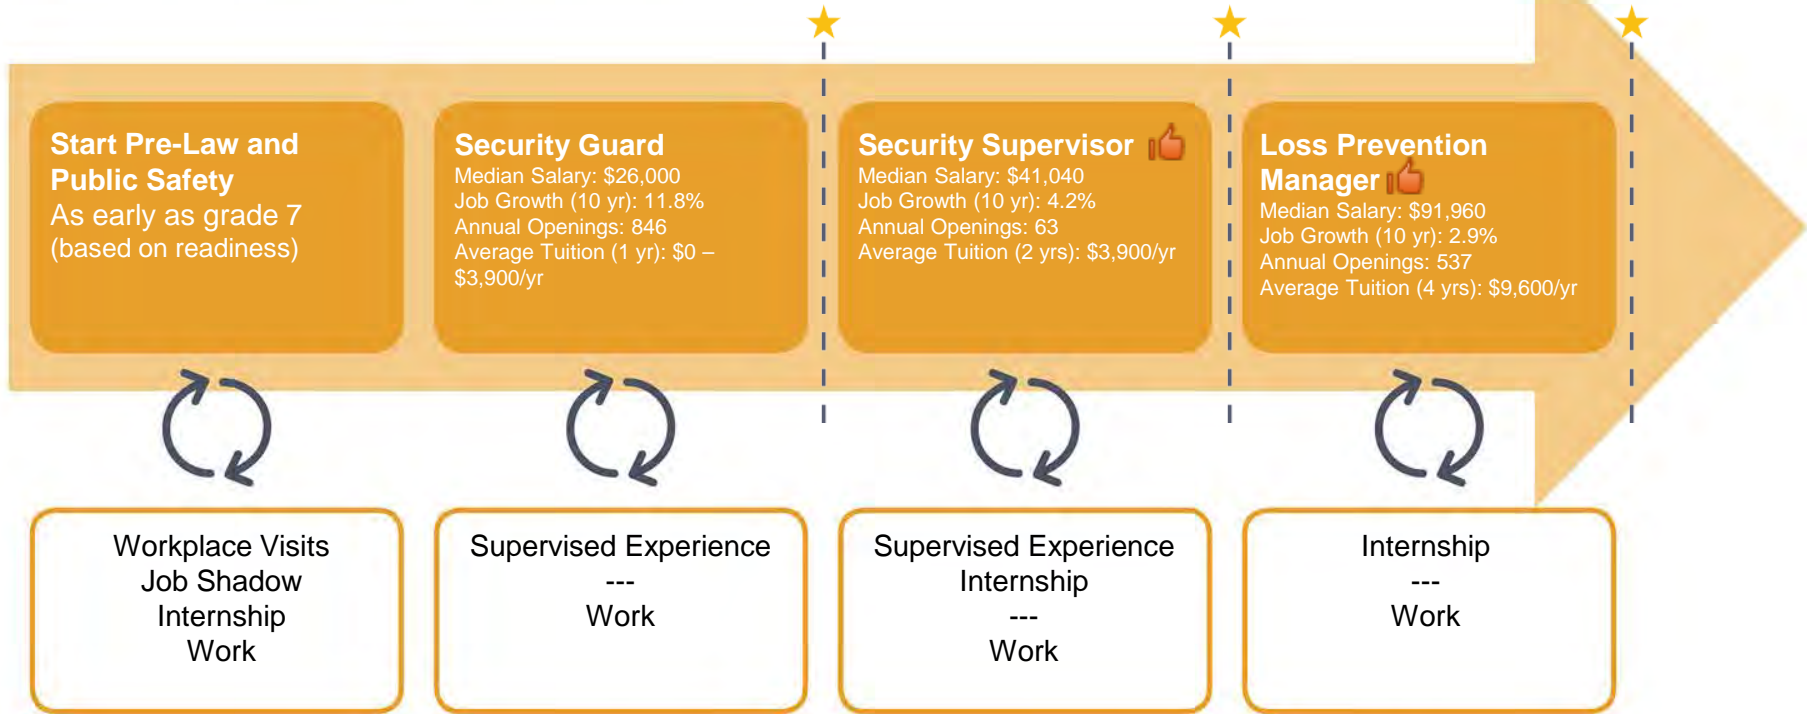 Start Pre-Law and
Public Safety
As early as grade 7
(based on readiness)
Security Guard
Median Salary: $26,000
Job Growth (10 yr): 11.8%
Annual Openings: 846
Average Tuition (1 yr): $0 –
$3,900/yr
Security Supervisor
Median Salary: $41,040
Job Growth (10 yr): 4.2%
Annual Openings: 63
Average Tuition (2 yrs): $3,900/yr
Loss Prevention
Manager
Median Salary: $91,960
Job Growth (10 yr): 2.9%
Annual Openings: 537
Average Tuition (4 yrs): $9,600/yr
Workplace Visits
Job Shadow
Internship
Work
Supervised Experience
---
Work
Supervised Experience
Internship
---
Work
Internship
---
Work